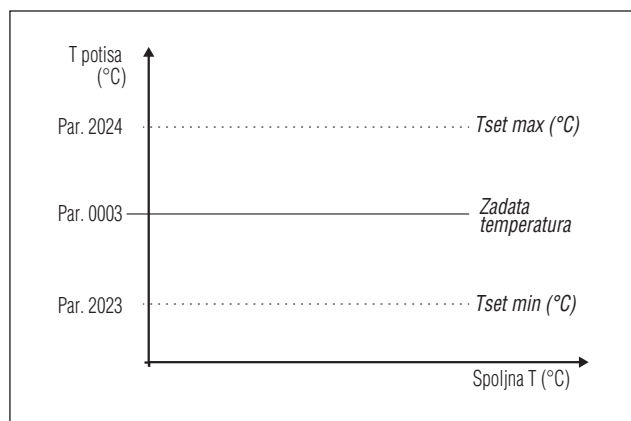 T potisa
(°C)
Par. 2024
Tset max (°C)
Par. 0003
Zadata
temperatura
Par. 2023
Tset min (°C)
Spoljna T (°C)